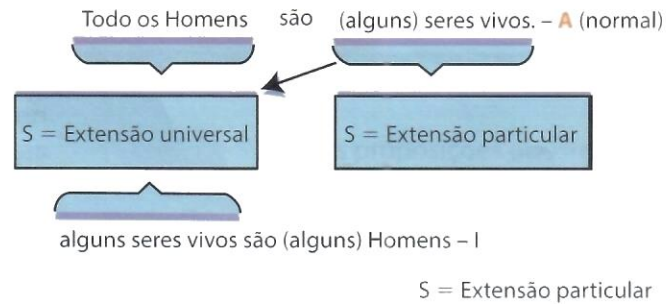 Todo os Homens são (alguns) seres vivos. – A (normal)
S = Extensão universal S = Extensão particular
alguns seres vivos são (alguns) Homens – I
S = Extensão particular